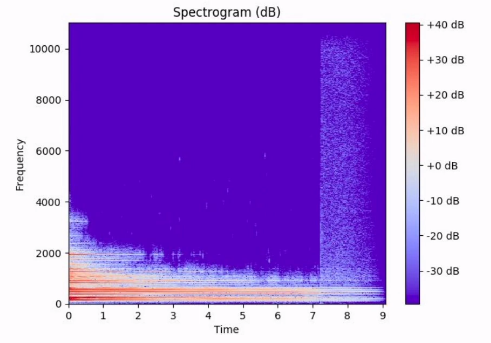 Spectrogram (dB)
+40 dB
10000
+30 dB
8000
+20 dB
+10 dB
6000
Frequency
+0 dB
4000
-10 dB
-20 dB
2000
-30 dB
0
0 1 2 3 4 5 6 7 8 9
Time